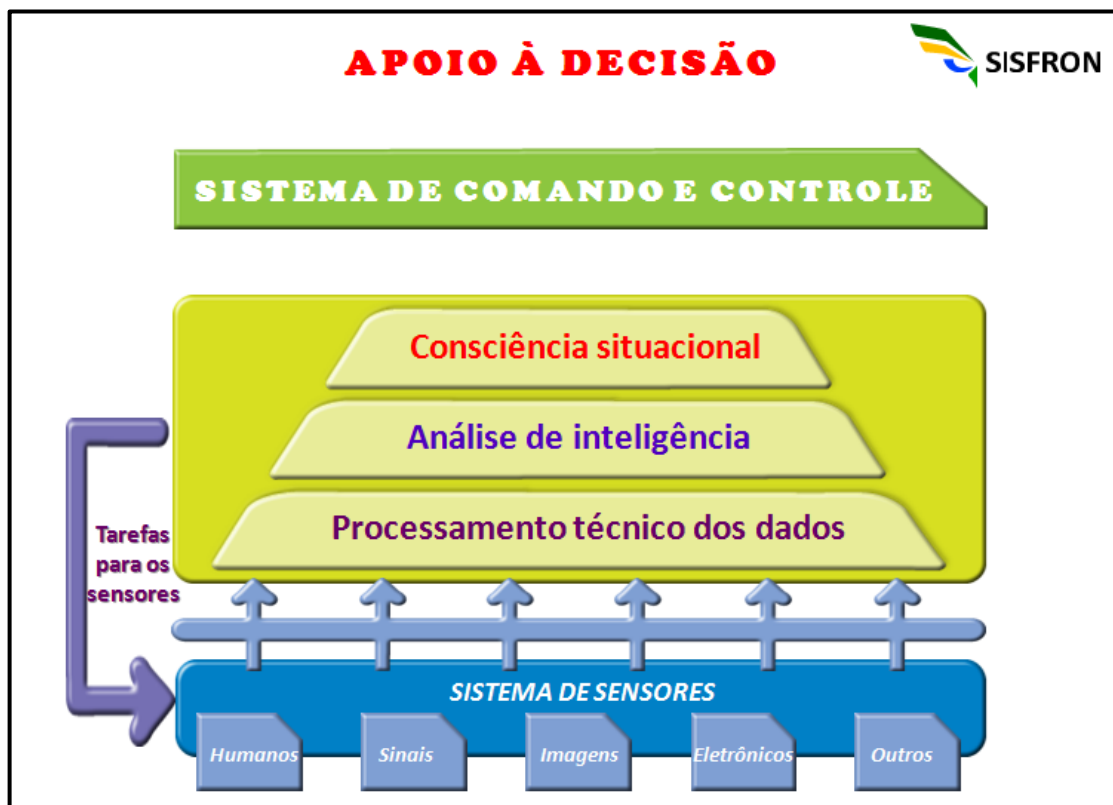 APOIO À DECISÃO
SISFRON
SISTEMA DE COMANDO E CONTROLE
Consciência situacional
Análise de inteligência
Processamento técnico dos dados
Tarefas
para os
sensores
SISTEMA DE SENSORES
Humanos
Sinais
Imagens
Eletrônicos
Outros